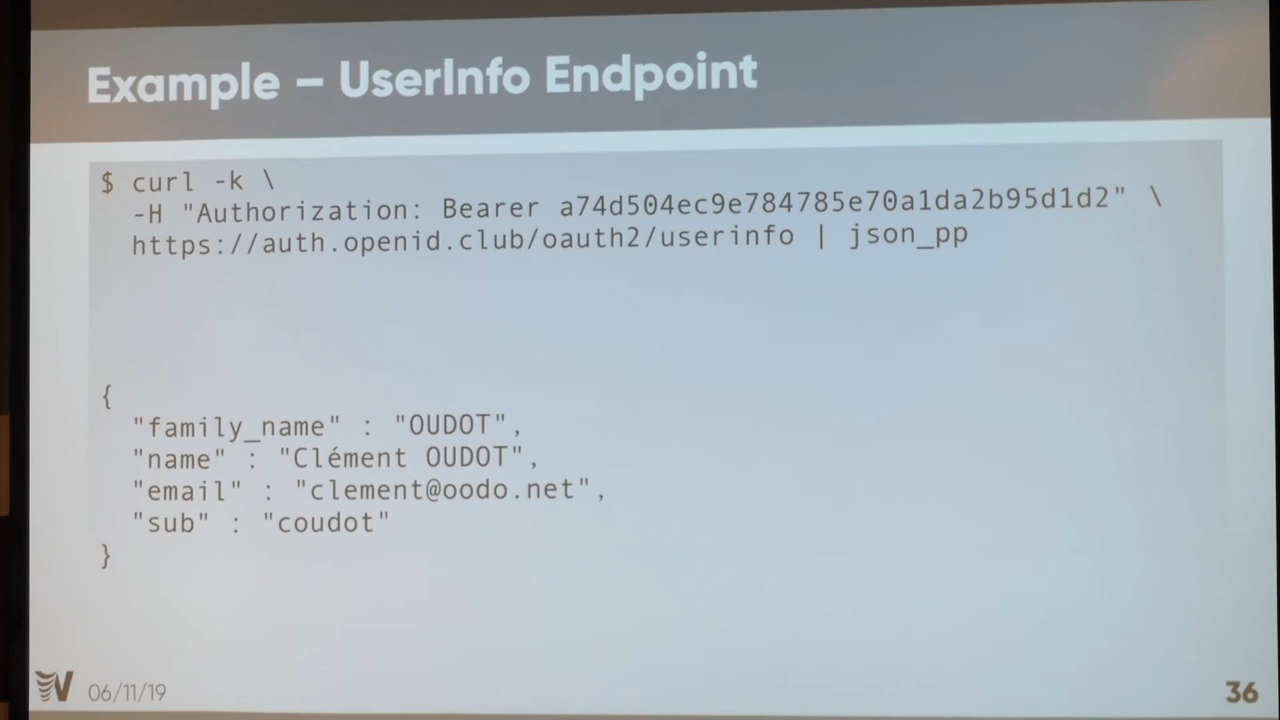 Example – UserInfo Endpoint
$ curl -k \
-H "Authorization: Bearer a74d504ec9e784785e70a1da2b95d1d2" \
https://auth.openid.club/oauth2/userinfo | json_pp
{
"family_name" : "OUDOT",
"name" : "Clément OUDOT",
"email" : "clement@oodo.net",
"sub" : "coudot"
}
W 06/11/19
36